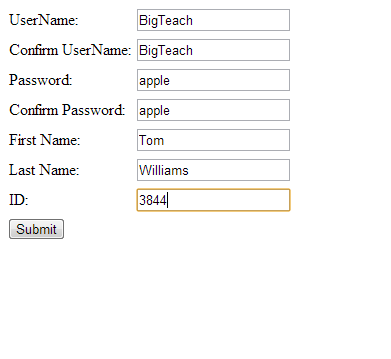 UserName: BigTeach
Confirm UserName: BigTeach
Password: apple
Confirm Password: apple
First Name: Tom
Last Name: Williams
ID: 3844
Submit